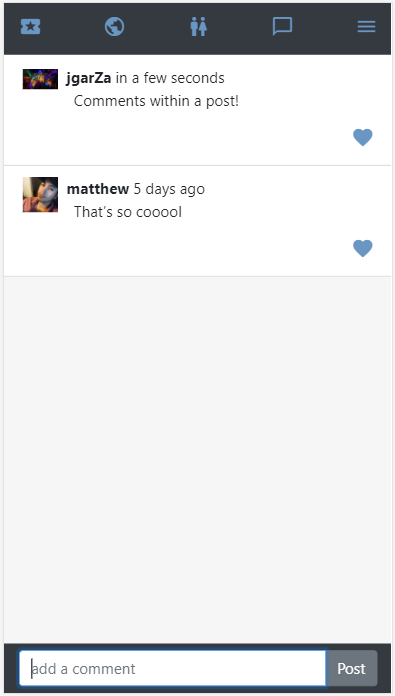 jgarZa in a few seconds
Comments within a post!
matthew 5 days ago
That's so cooool
add a comment Post